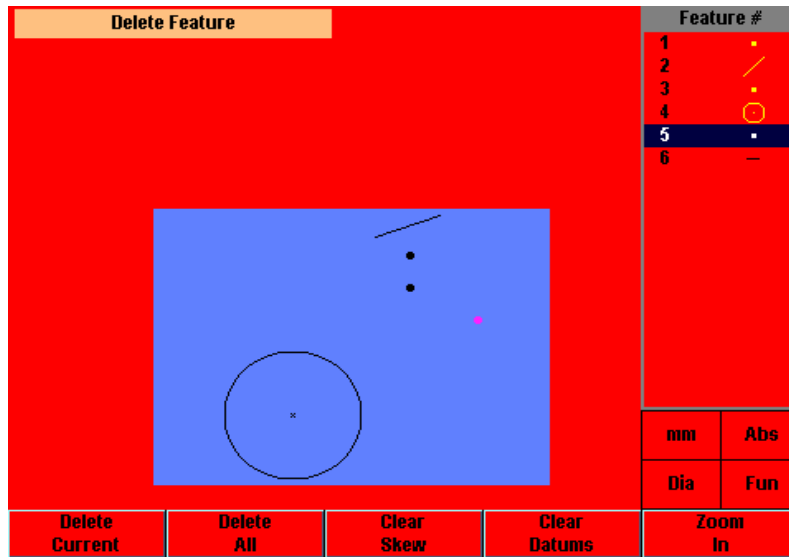 Delete Feature
Feature #
1
2
3
4
5
6
mm
Abs
Dia
Fun
Delete
Current
Delete
All
Clear
Skew
Clear
Datums
Zoom
In